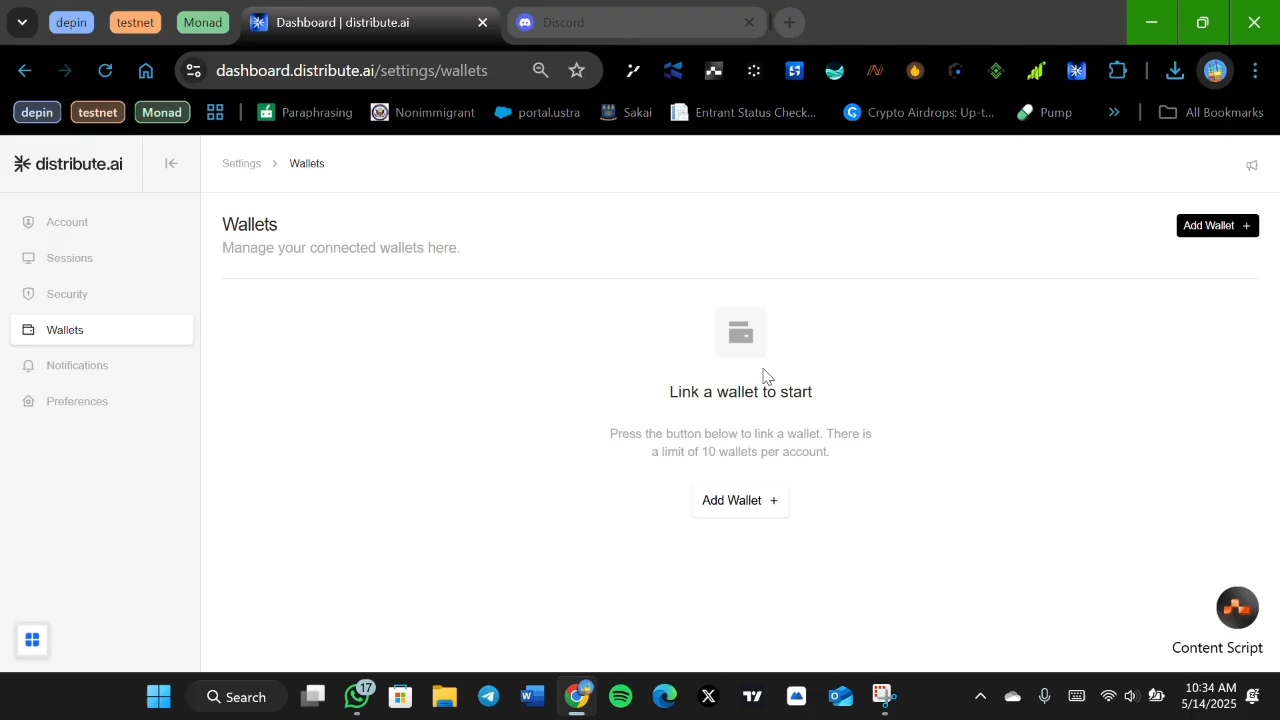 depin
testnet
Monad
Dashboard | distribute.ai
Discord
dashboard.distribute.ai/settings/wallets
depin
testnet
Monad
Paraphrasing
Nonimmigrant
portal.ustra
Sakai
Entrant Status Check...
Crypto Airdrops: Up-t...
Pump
All Bookmarks
distribute.ai
Settings > Wallets
Account
Sessions
Security
Wallets
Notifications
Preferences
Wallets
Manage your connected wallets here.
Add Wallet +
Link a wallet to start
Press the button below to link a wallet. There is
a limit of 10 wallets per account.
Add Wallet +
Content Script
Search
17
10:34 AM
5/14/2025